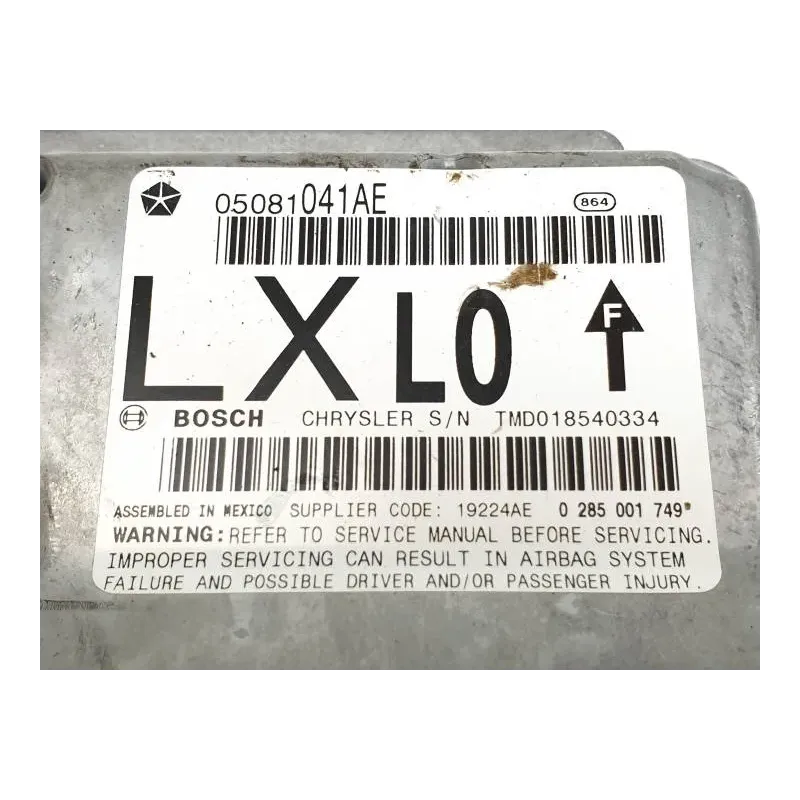 05081041AE 864
LX LO F
BOSCH CHRYSLER S/N TMD018540334
ASSEMBLED IN MEXICO SUPPLIER CODE: 19224AE 0 285 001 749*
WARNING: REFER TO SERVICE MANUAL BEFORE SERVICING.
IMPROPER SERVICING CAN RESULT IN AIRBAG SYSTEM
FAILURE AND POSSIBLE DRIVER AND/OR PASSENGER INJURY.